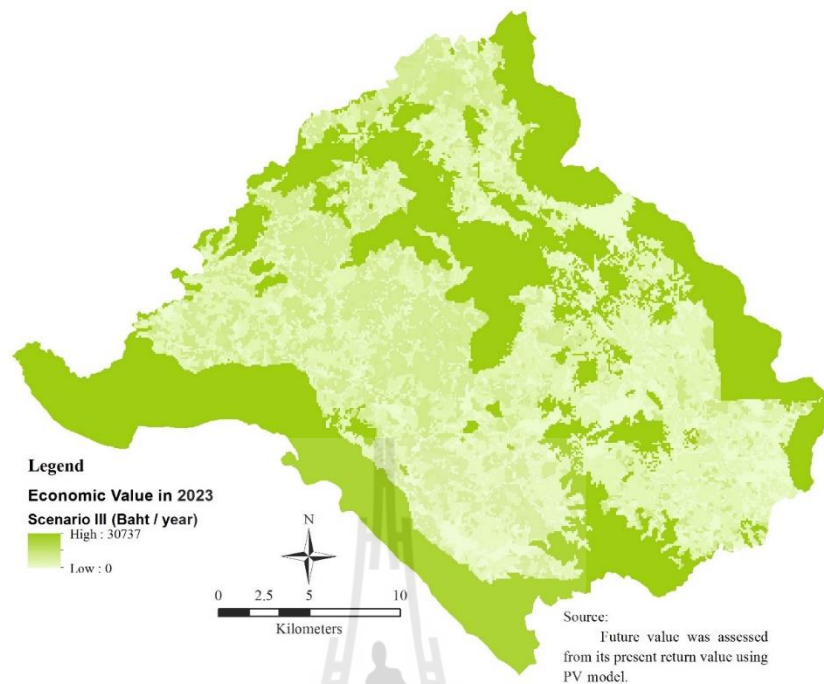 Legend
Economic Value in 2023
Scenario III (Baht / year)
High : 30737
Low : 0
N
0 2.5 5 10
Kilometers
Source:
Future value was assessed
from its present return value using
PV model.